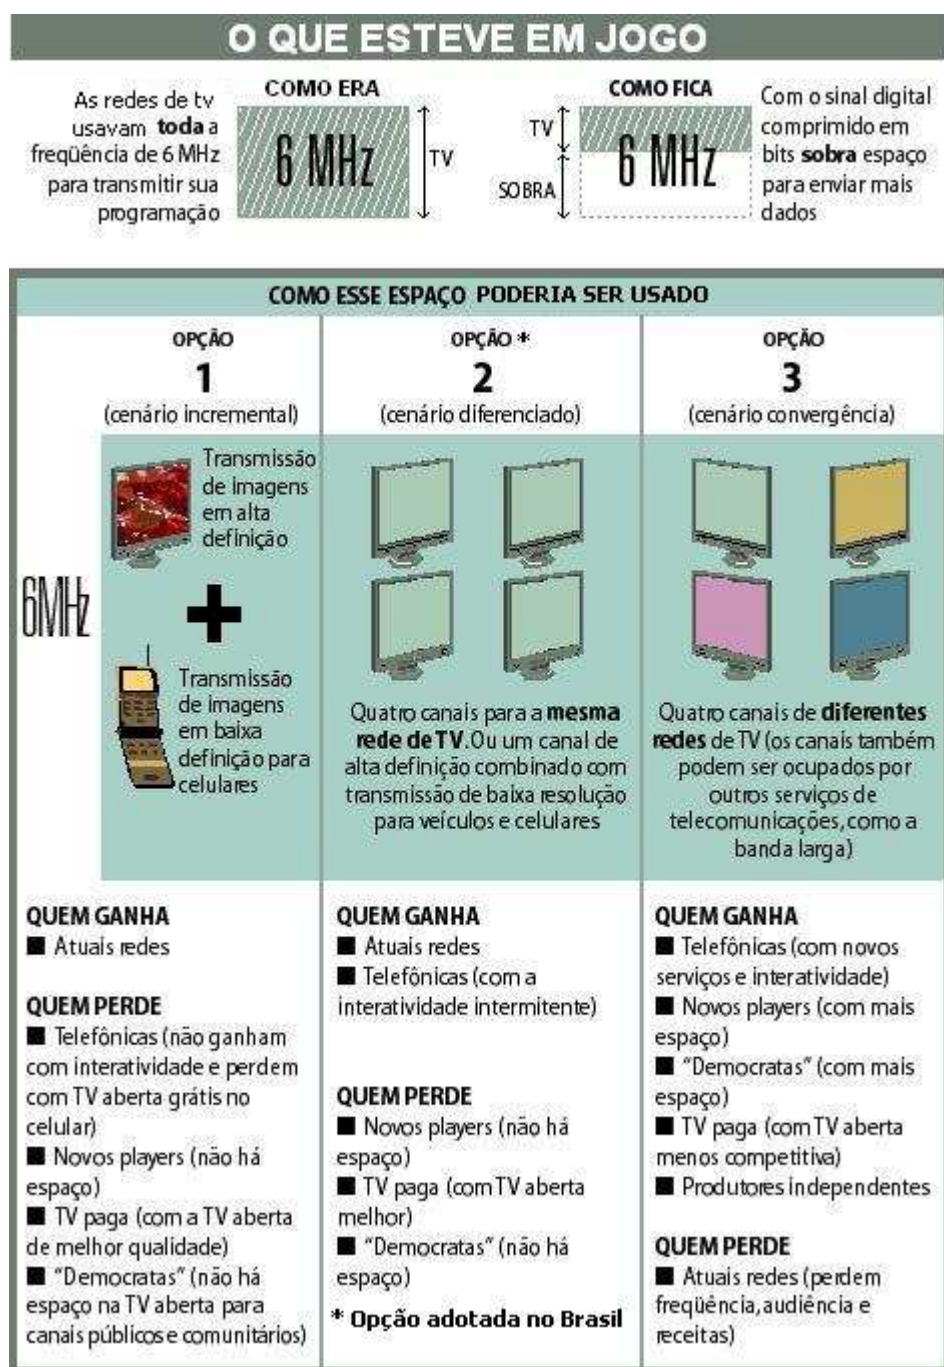 O QUE ESTEVE EM JOGO
As redes de tv
usavam toda a
freqüência de 6 MHz
para transmitir sua
programação
COMO ERA
6 MHz
TV
COMO FICA
TV
SOBRA
6 MHz
Com o sinal digital
comprimido em
bits sobra espaço
para enviar mais
dados
COMO ESSE ESPAÇO PODERIA SER USADO
6MHz
OPÇÃO
1
(cenário incremental)
Transmissão
de imagens
em alta
definição
+
Transmissão
de imagens
em baixa
definição para
celulares
QUEM GANHA
■ Atuais redes
QUEM PERDE
■ Telefônicas (não ganham
com interatividade e perdem
com TV aberta grátis no
celular)
■ Novos players (não há
espaço)
■ TV paga (com a TV aberta
de melhor qualidade)
■ "Democratas" (não há
espaço na TV aberta para
canais públicos e comunitários)
OPÇÃO *
2
(cenário diferenciado)
Quatro canais para a mesma
rede de TV. Ou um canal de
alta definição combinado com
transmissão de baixa resolução
para veículos e celulares
QUEM GANHA
■ Atuais redes
■ Telefônicas (com a
interatividade intermitente)
QUEM PERDE
■ Novos players (não há
espaço)
■ TV paga (com TV aberta
melhor)
■ "Democratas" (não há
espaço)
* Opção adotada no Brasil
OPÇÃO
3
(cenário convergência)
Quatro canais de diferentes
redes de TV (os canais também
podem ser ocupados por
outros serviços de
telecomunicações, como a
banda larga)
QUEM GANHA
■ Telefônicas (com novos
serviços e interatividade)
■ Novos players (com mais
espaço)
■ "Democratas" (com mais
espaço)
■ TV paga (com TV aberta
menos competitiva)
■ Produtores independentes
QUEM PERDE
■ Atuais redes (perdem
freqüência, audiência e
receitas)